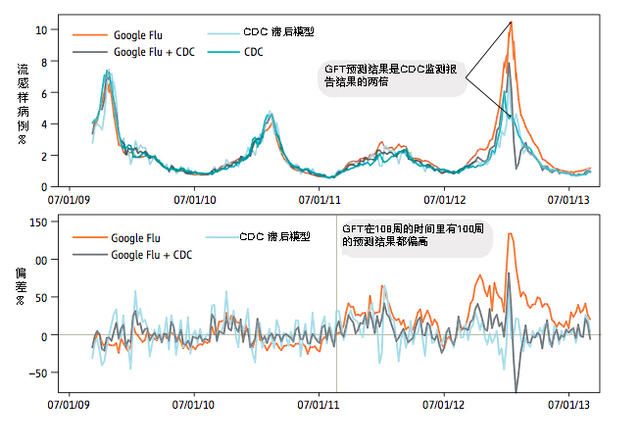 流感样病例%
10
8
6
4
2
0
Google Flu
CDC 滞后模型
Google Flu + CDC
CDC
GFT预测结果是CDC监测报
告结果的两倍
07/01/09
07/01/10
07/01/11
07/01/12
07/01/13
偏差%
150
00
50
0
−50
Google Flu
CDC 滞后模型
Google Flu + CDC
GFT在108周的时间里有100周
的预测结果都偏高
07/01/09
07/01/10
07/01/11
07/01/12
07/01/13